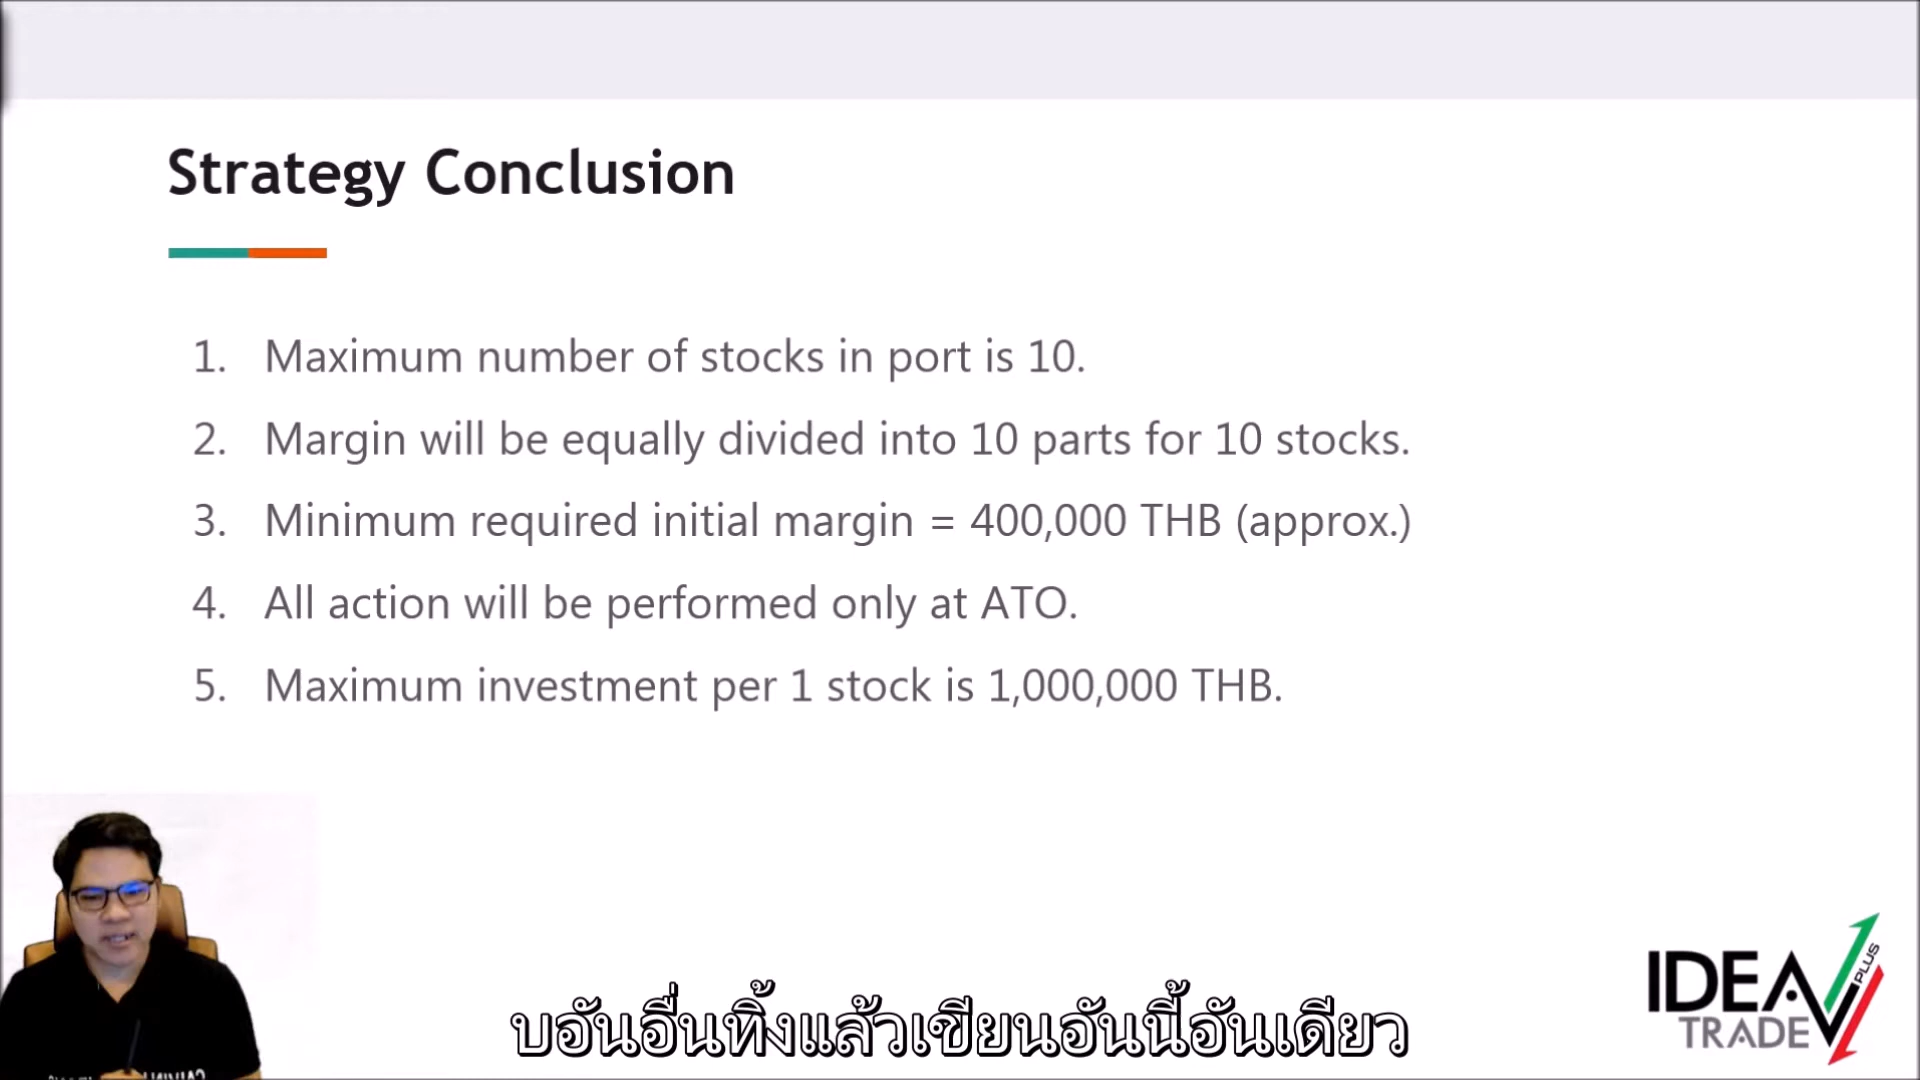 Strategy Conclusion
1. Maximum number of stocks in port is 10.
2. Margin will be equally divided into 10 parts for 10 stocks.
3. Minimum required initial margin = 400,000 THB (approx.)
4. All action will be performed only at ATO.
5. Maximum investment per 1 stock is 1,000,000 THB.
IDEA
TRADE
PLUS
บอันอื่นทิ้งแล้วเขียนอันนี้อันเดียว